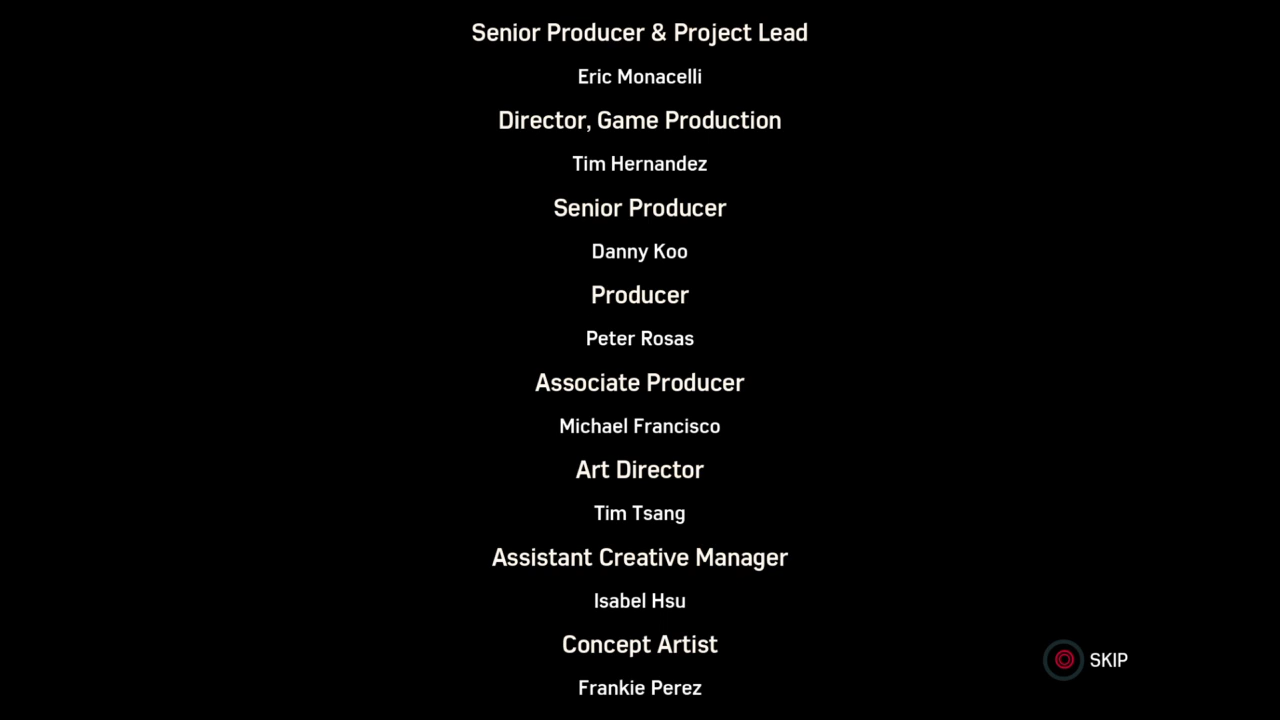 Senior Producer & Project Lead
Eric Monacelli
Director, Game Production
Tim Hernandez
Senior Producer
Danny Koo
Producer
Peter Rosas
Associate Producer
Michael Francisco
Art Director
Tim Tsang
Assistant Creative Manager
Isabel Hsu
Concept Artist
Frankie Perez
SKIP